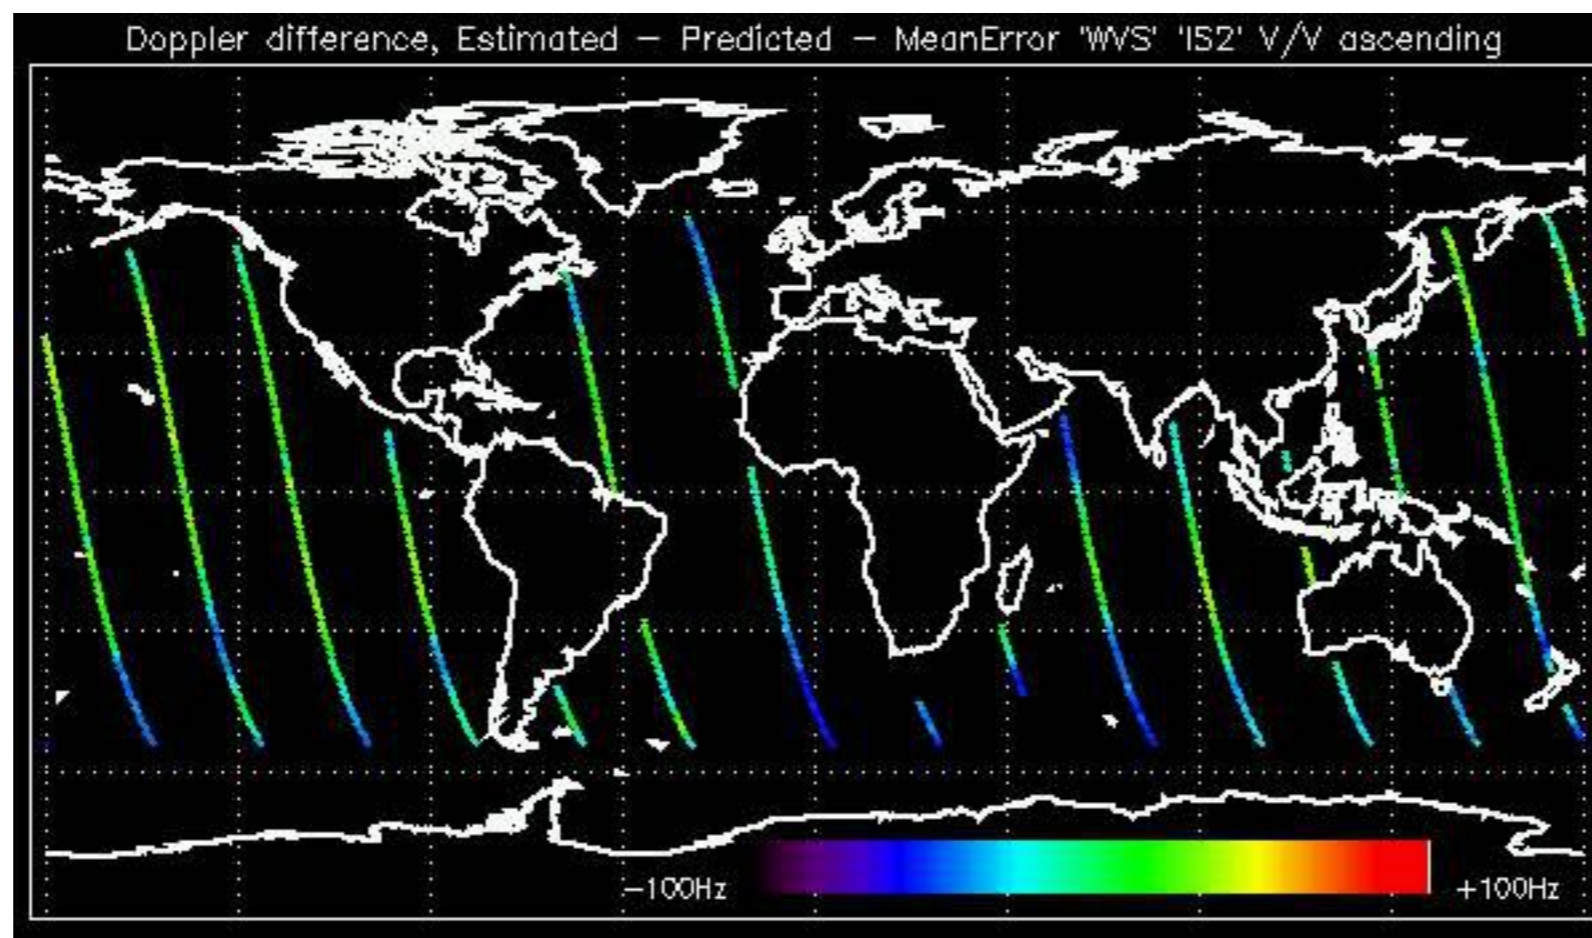 Doppler difference, Estimated – Predicted – MeanError 'WVS' 'IS2' V/V ascending
−100Hz
+100Hz